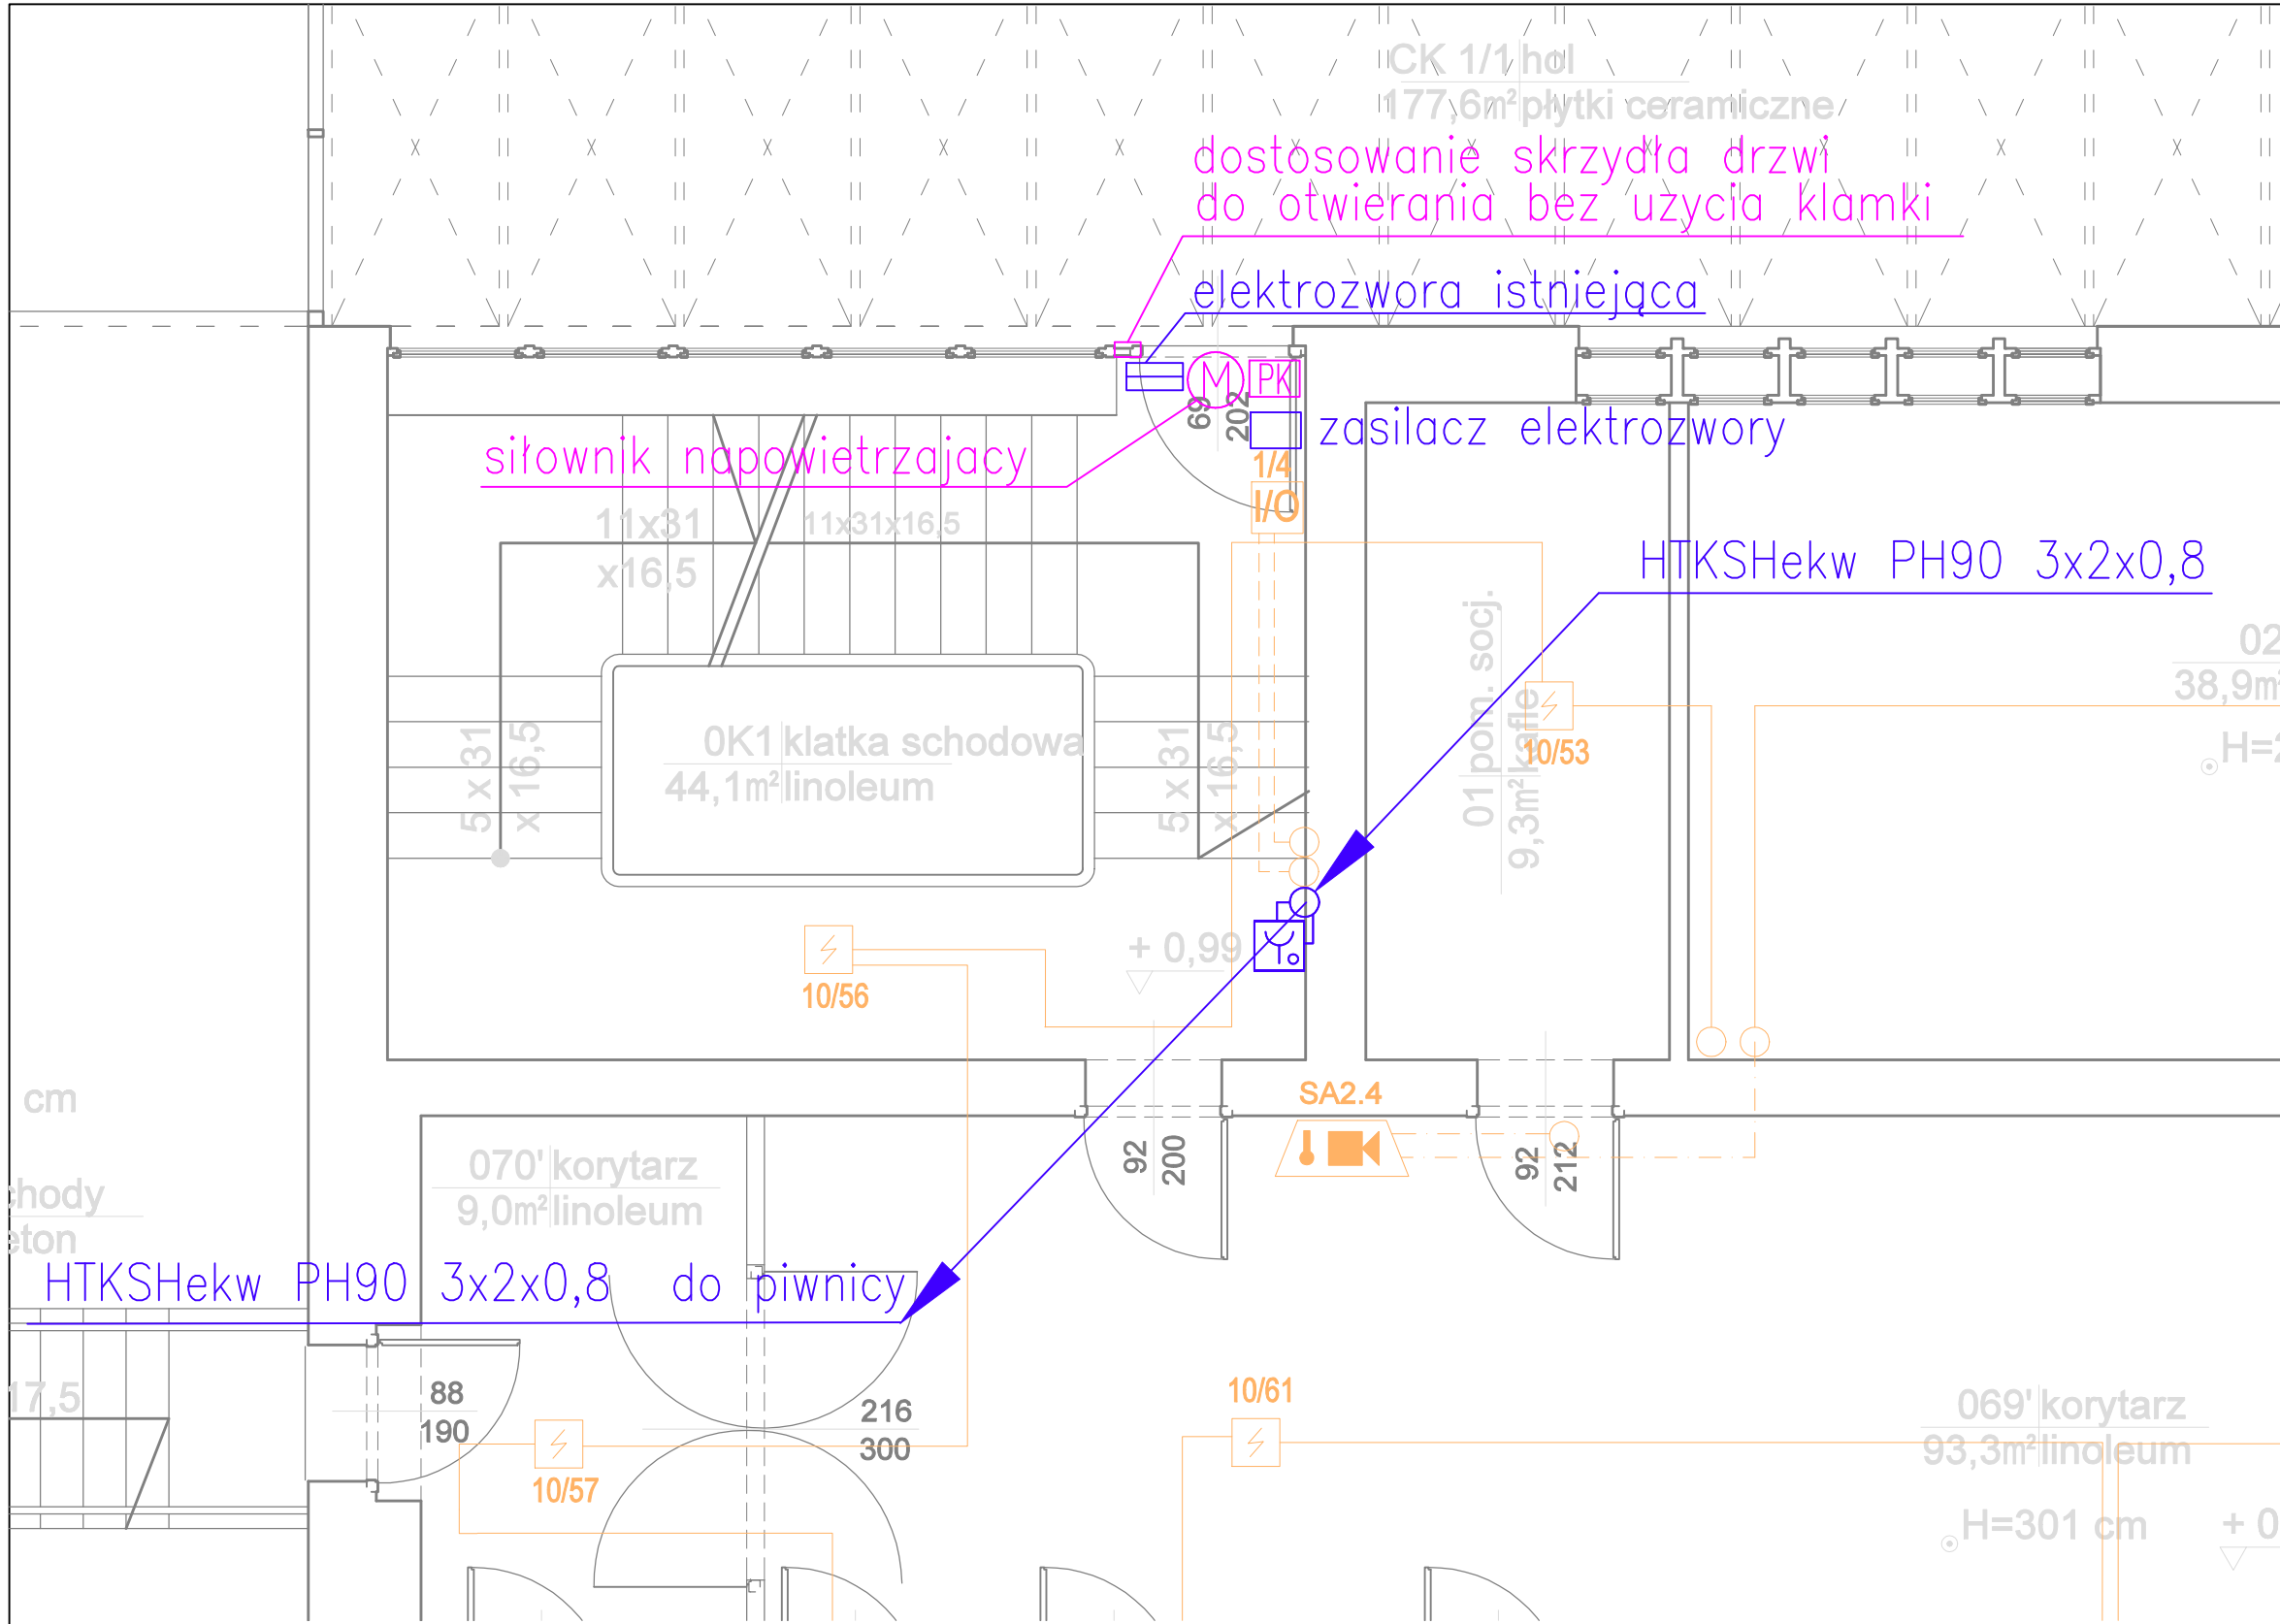 CK 1/1 hol
177,6m² płytki ceramiczne
dostosowanie skrzydła drzwi
do otwierania bez uzycia klamki
elektrozwora istniejąca
M
PK
69
202
zasilacz elektrozwory
siłownik napowietrzajacy
1/4
I/O
11x31
x16,5
11x31x16,5
HTKSHekw PH90 3x2x0,8
01 pom. socj.
9,3m² kafle
10/53
38,9m²
0K1 klatka schodowa
44,1m² linoleum
5 x 31
x 16,5
5 x 31
x 16,5
+ 0,99
10/56
cm
SA2.4
92
200
92
212
070' korytarz
9,0m² linoleum
HTKSHekw PH90 3x2x0,8 do piwnicy
17,5
88
190
216
300
10/57
10/61
069' korytarz
93,3m² linoleum
H=301 cm